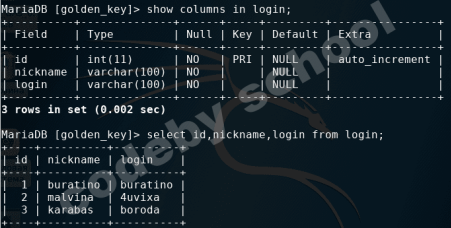 MariaDB [golden_key]> show columns in login;
+----------+--------------+------+-----+---------+----------------+
| Field    | Type         | Null | Key | Default | Extra          |
+----------+--------------+------+-----+---------+----------------+
| id       | int(11)      | NO   | PRI | NULL    | auto_increment |
| nickname | varchar(100) | NO   |     | NULL    |                |
| login    | varchar(100) | NO   |     | NULL    |                |
+----------+--------------+------+-----+---------+----------------+
3 rows in set (0.002 sec)
MariaDB [golden_key]> select id,nickname,login from login;
+----+----------+----------+
| id | nickname | login    |
+----+----------+----------+
|  1 | buratino | buratino |
|  2 | malvina  | 4uvixa   |
|  3 | karabas  | boroda   |
+----+----------+----------+
codeby school